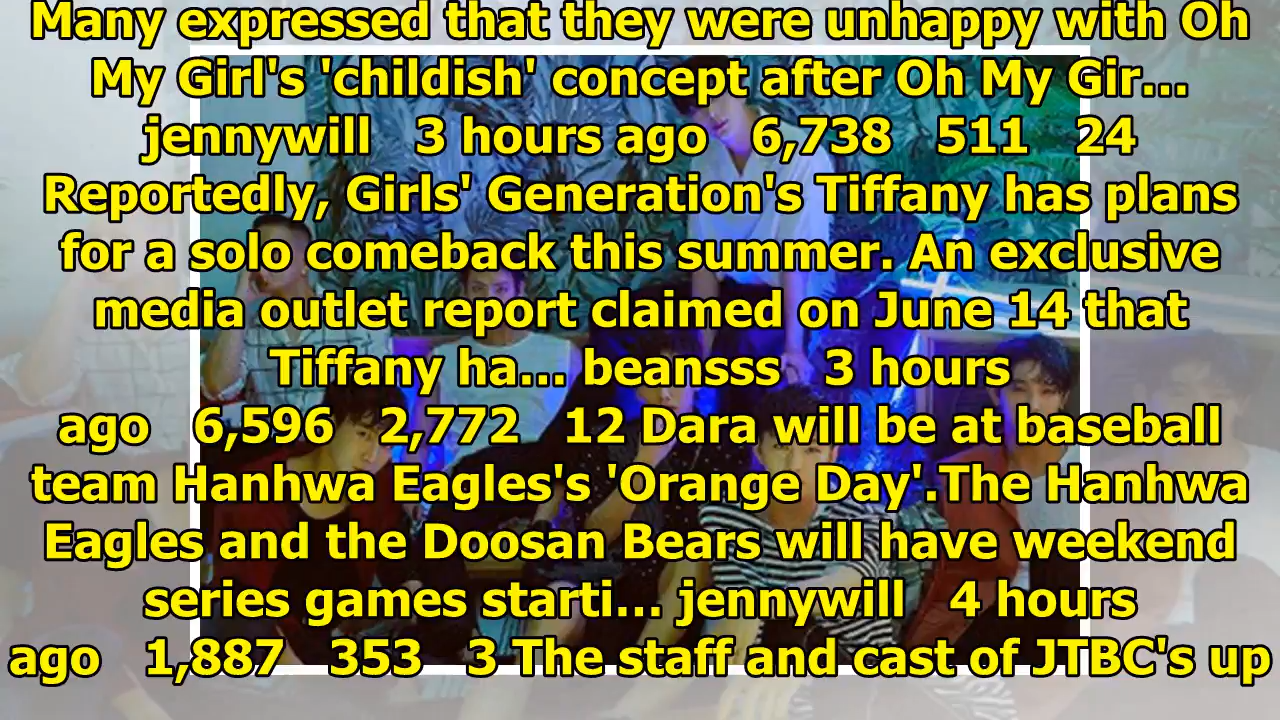 Many expressed that they were unhappy with Oh
My Girl's 'childish' concept after Oh My Gir...
jennywill 3 hours ago 6,738 511 24
Reportedly, Girls' Generation's Tiffany has plans
for a solo comeback this summer. An exclusive
media outlet report claimed on June 14 that
Tiffany ha... beansss 3 hours
ago 6,596 2,772 12 Dara will be at baseball
team Hanhwa Eagles's 'Orange Day'.The Hanhwa
Eagles and the Doosan Bears will have weekend
series games starti... jennywill 4 hours
ago 1,887 353 3 The staff and cast of JTBC's up